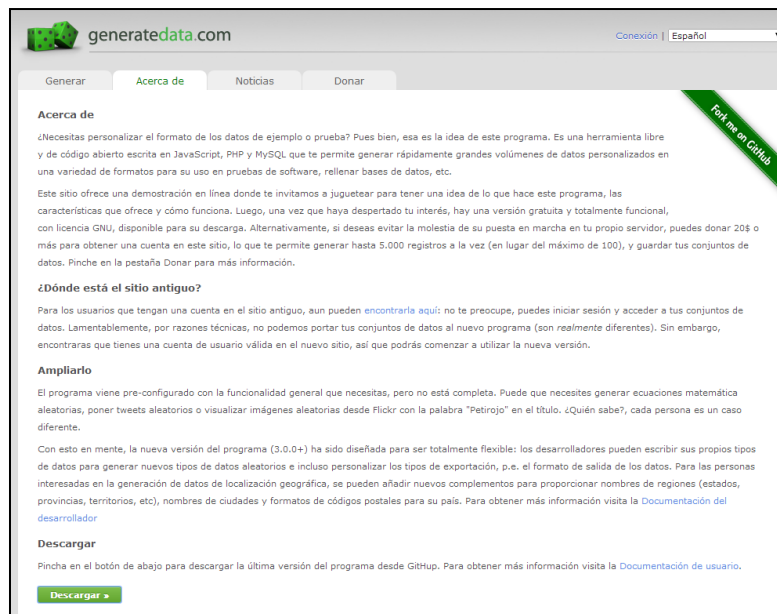 generatedata.com
Conexión | Español
Generar Acerca de Noticias Donar
Fork me on GitHub
Acerca de
¿Necesitas personalizar el formato de los datos de ejemplo o prueba? Pues bien, esa es la idea de este programa. Es una herramienta libre
y de código abierto escrita en JavaScript, PHP y MySQL que te permite generar rápidamente grandes volúmenes de datos personalizados en
una variedad de formatos para su uso en pruebas de software, rellenar bases de datos, etc.
Este sitio ofrece una demostración en línea donde te invitamos a juguetear para tener una idea de lo que hace este programa, las
características que ofrece y cómo funciona. Luego, una vez que haya despertado tu interés, hay una versión gratuita y totalmente funcional,
con licencia GNU, disponible para su descarga. Alternativamente, si deseas evitar la molestia de su puesta en marcha en tu propio servidor, puedes donar 20$ o
más para obtener una cuenta en este sitio, lo que te permite generar hasta 5.000 registros a la vez (en lugar del máximo de 100), y guardar tus conjuntos de
datos. Pinche en la pestaña Donar para más información.
¿Dónde está el sitio antiguo?
Para los usuarios que tengan una cuenta en el sitio antiguo, aun pueden encontrarla aquí: no te preocupe, puedes iniciar sesión y acceder a tus conjuntos de
datos. Lamentablemente, por razones técnicas, no podemos portar tus conjuntos de datos al nuevo programa (son realmente diferentes). Sin embargo,
encontraras que tienes una cuenta de usuario válida en el nuevo sitio, así que podrás comenzar a utilizar la nueva versión.
Ampliarlo
El programa viene pre-configurado con la funcionalidad general que necesitas, pero no está completa. Puede que necesites generar ecuaciones matemática
aleatorias, poner tweets aleatorios o visualizar imágenes aleatorias desde Flickr con la palabra "Petirojo" en el título. ¿Quién sabe?, cada persona es un caso
diferente.
Con esto en mente, la nueva versión del programa (3.0.0+) ha sido diseñada para ser totalmente flexible: los desarrolladores pueden escribir sus propios tipos
de datos para generar nuevos tipos de datos aleatorios e incluso personalizar los tipos de exportación, p.e. el formato de salida de los datos. Para las personas
interesadas en la generación de datos de localización geográfica, se pueden añadir nuevos complementos para proporcionar nombres de regiones (estados,
provincias, territorios, etc), nombres de ciudades y formatos de códigos postales para su país. Para obtener más información visita la Documentación del
desarrollador
Descargar
Pincha en el botón de abajo para descargar la última versión del programa desde GitHup. Para obtener más información visita la Documentación de usuario.
Descargar »